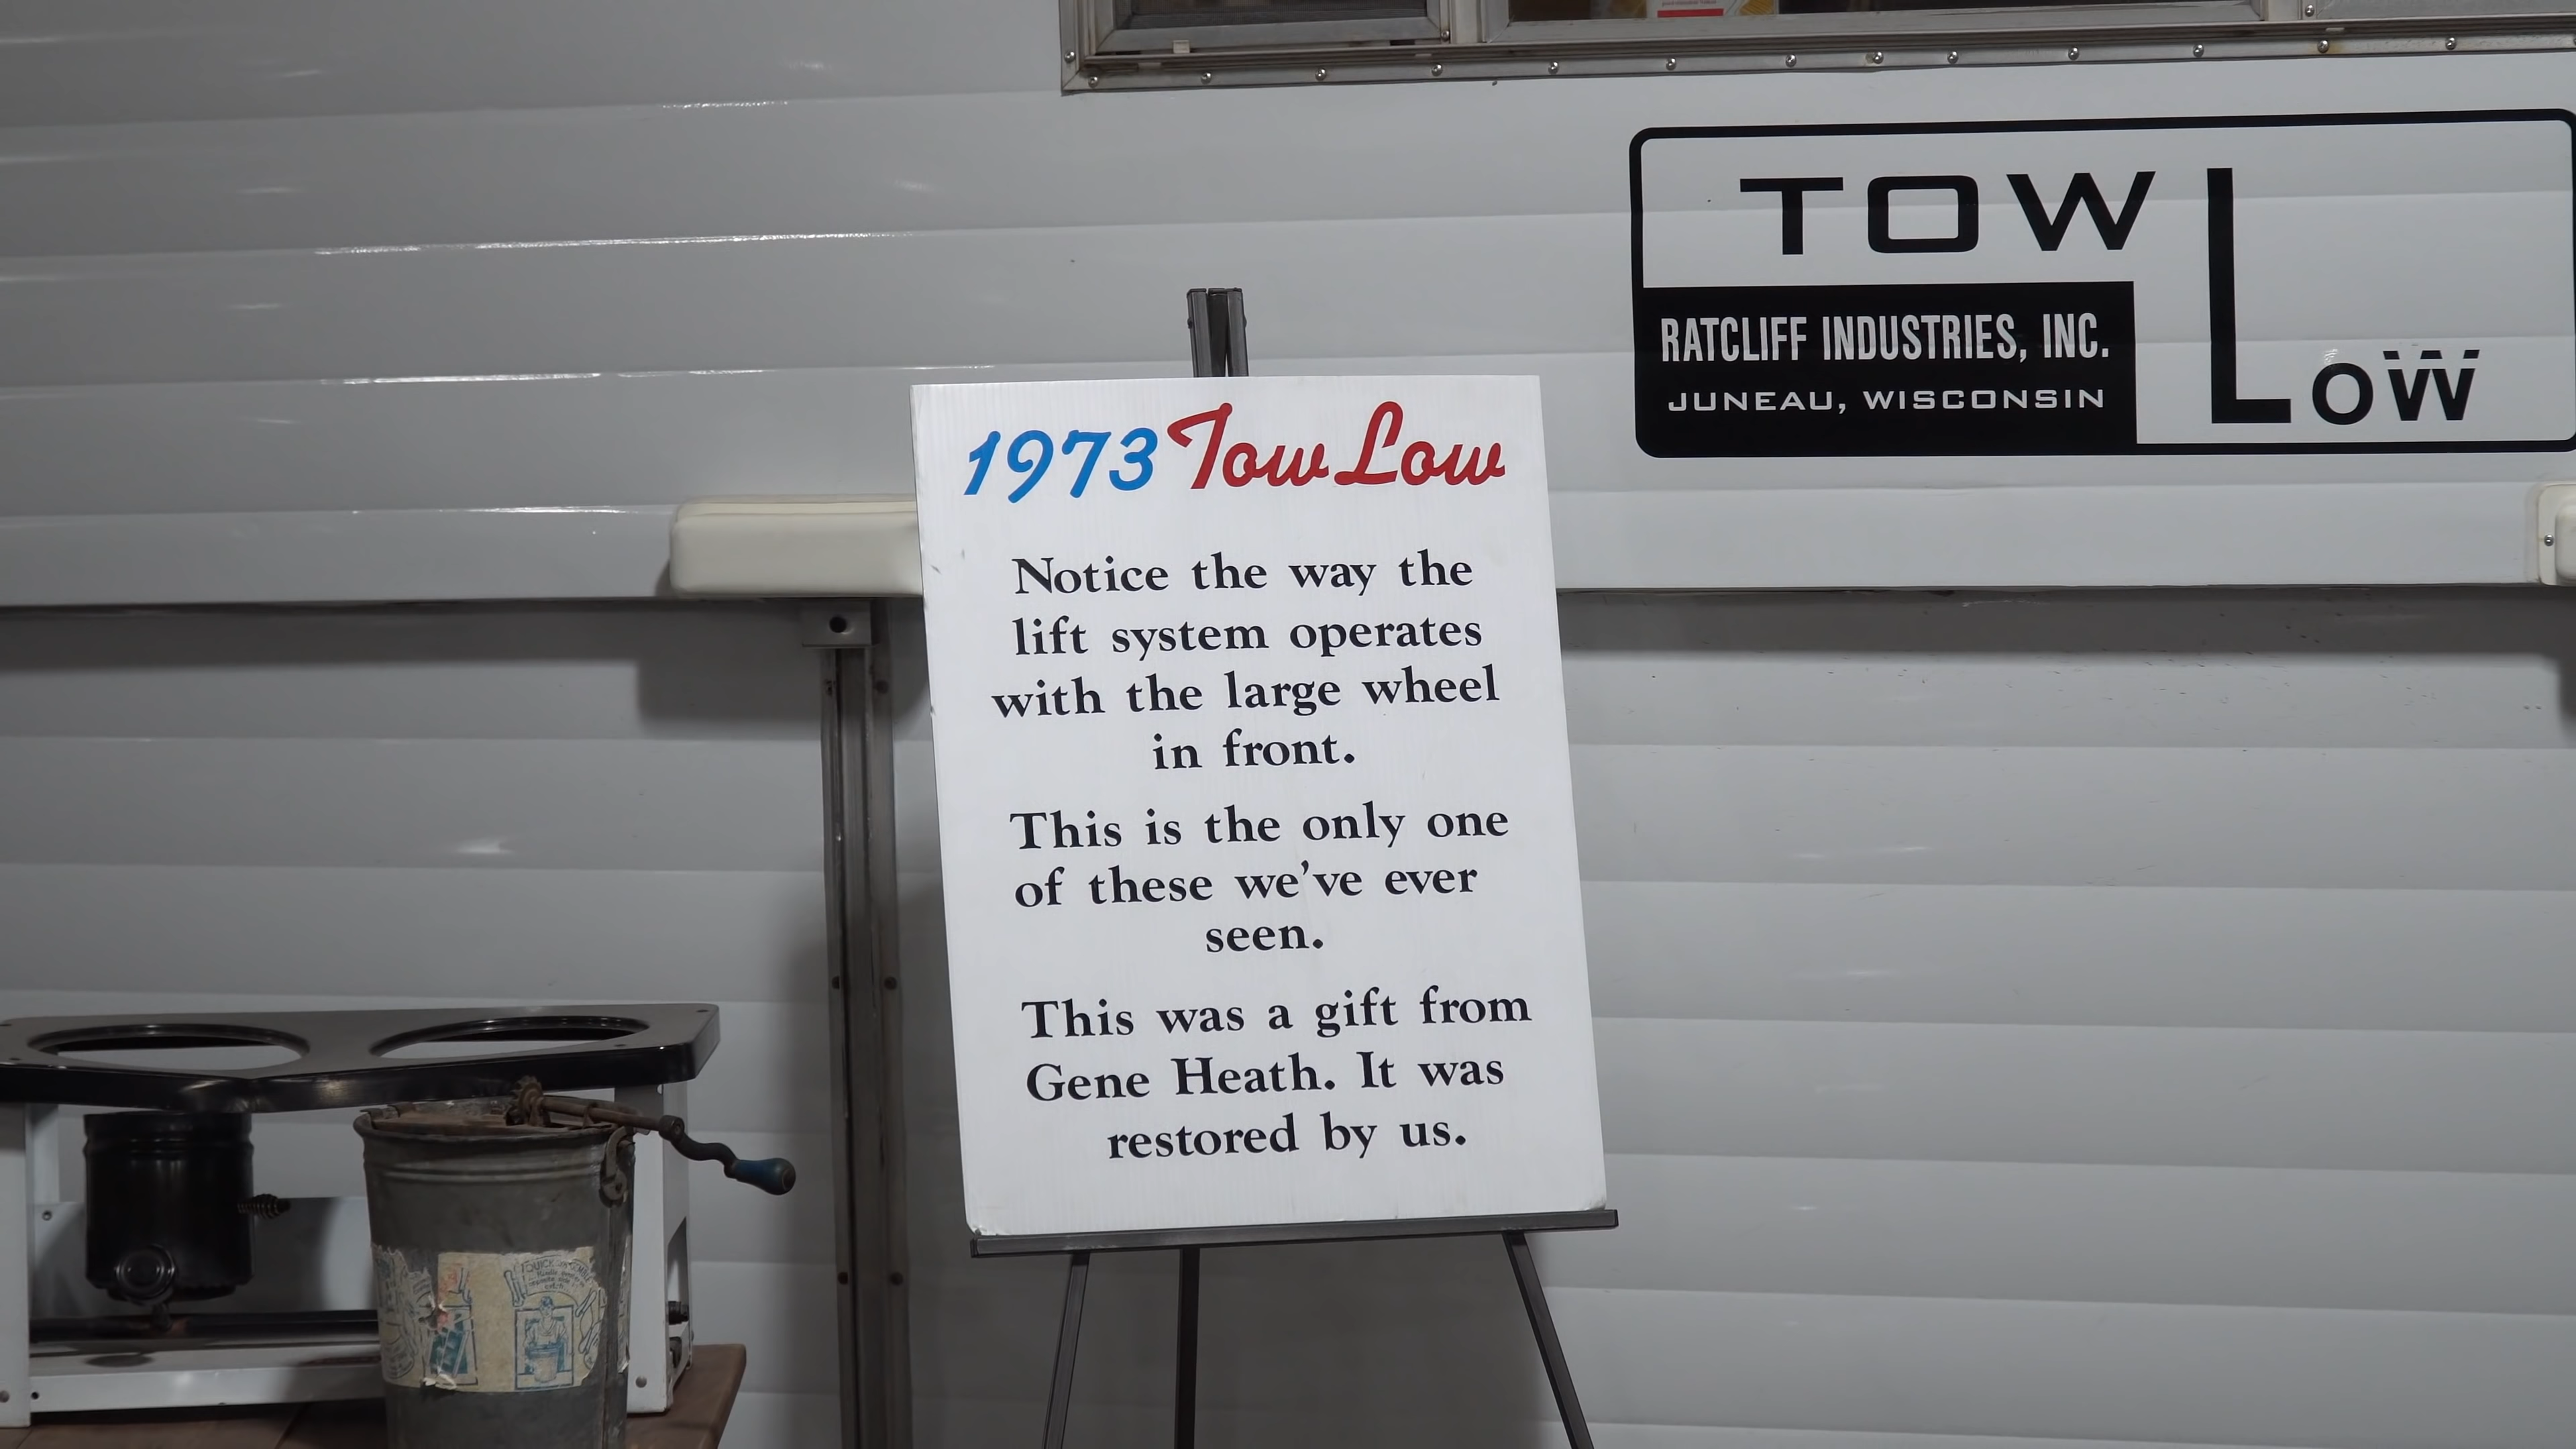 TOW
Low
RATCLIFF INDUSTRIES, INC.
JUNEAU, WISCONSIN
1973 Tow Low
Notice the way the
lift system operates
with the large wheel
in front.
This is the only one
of these we've ever
seen.
This was a gift from
Gene Heath. It was
restored by us.